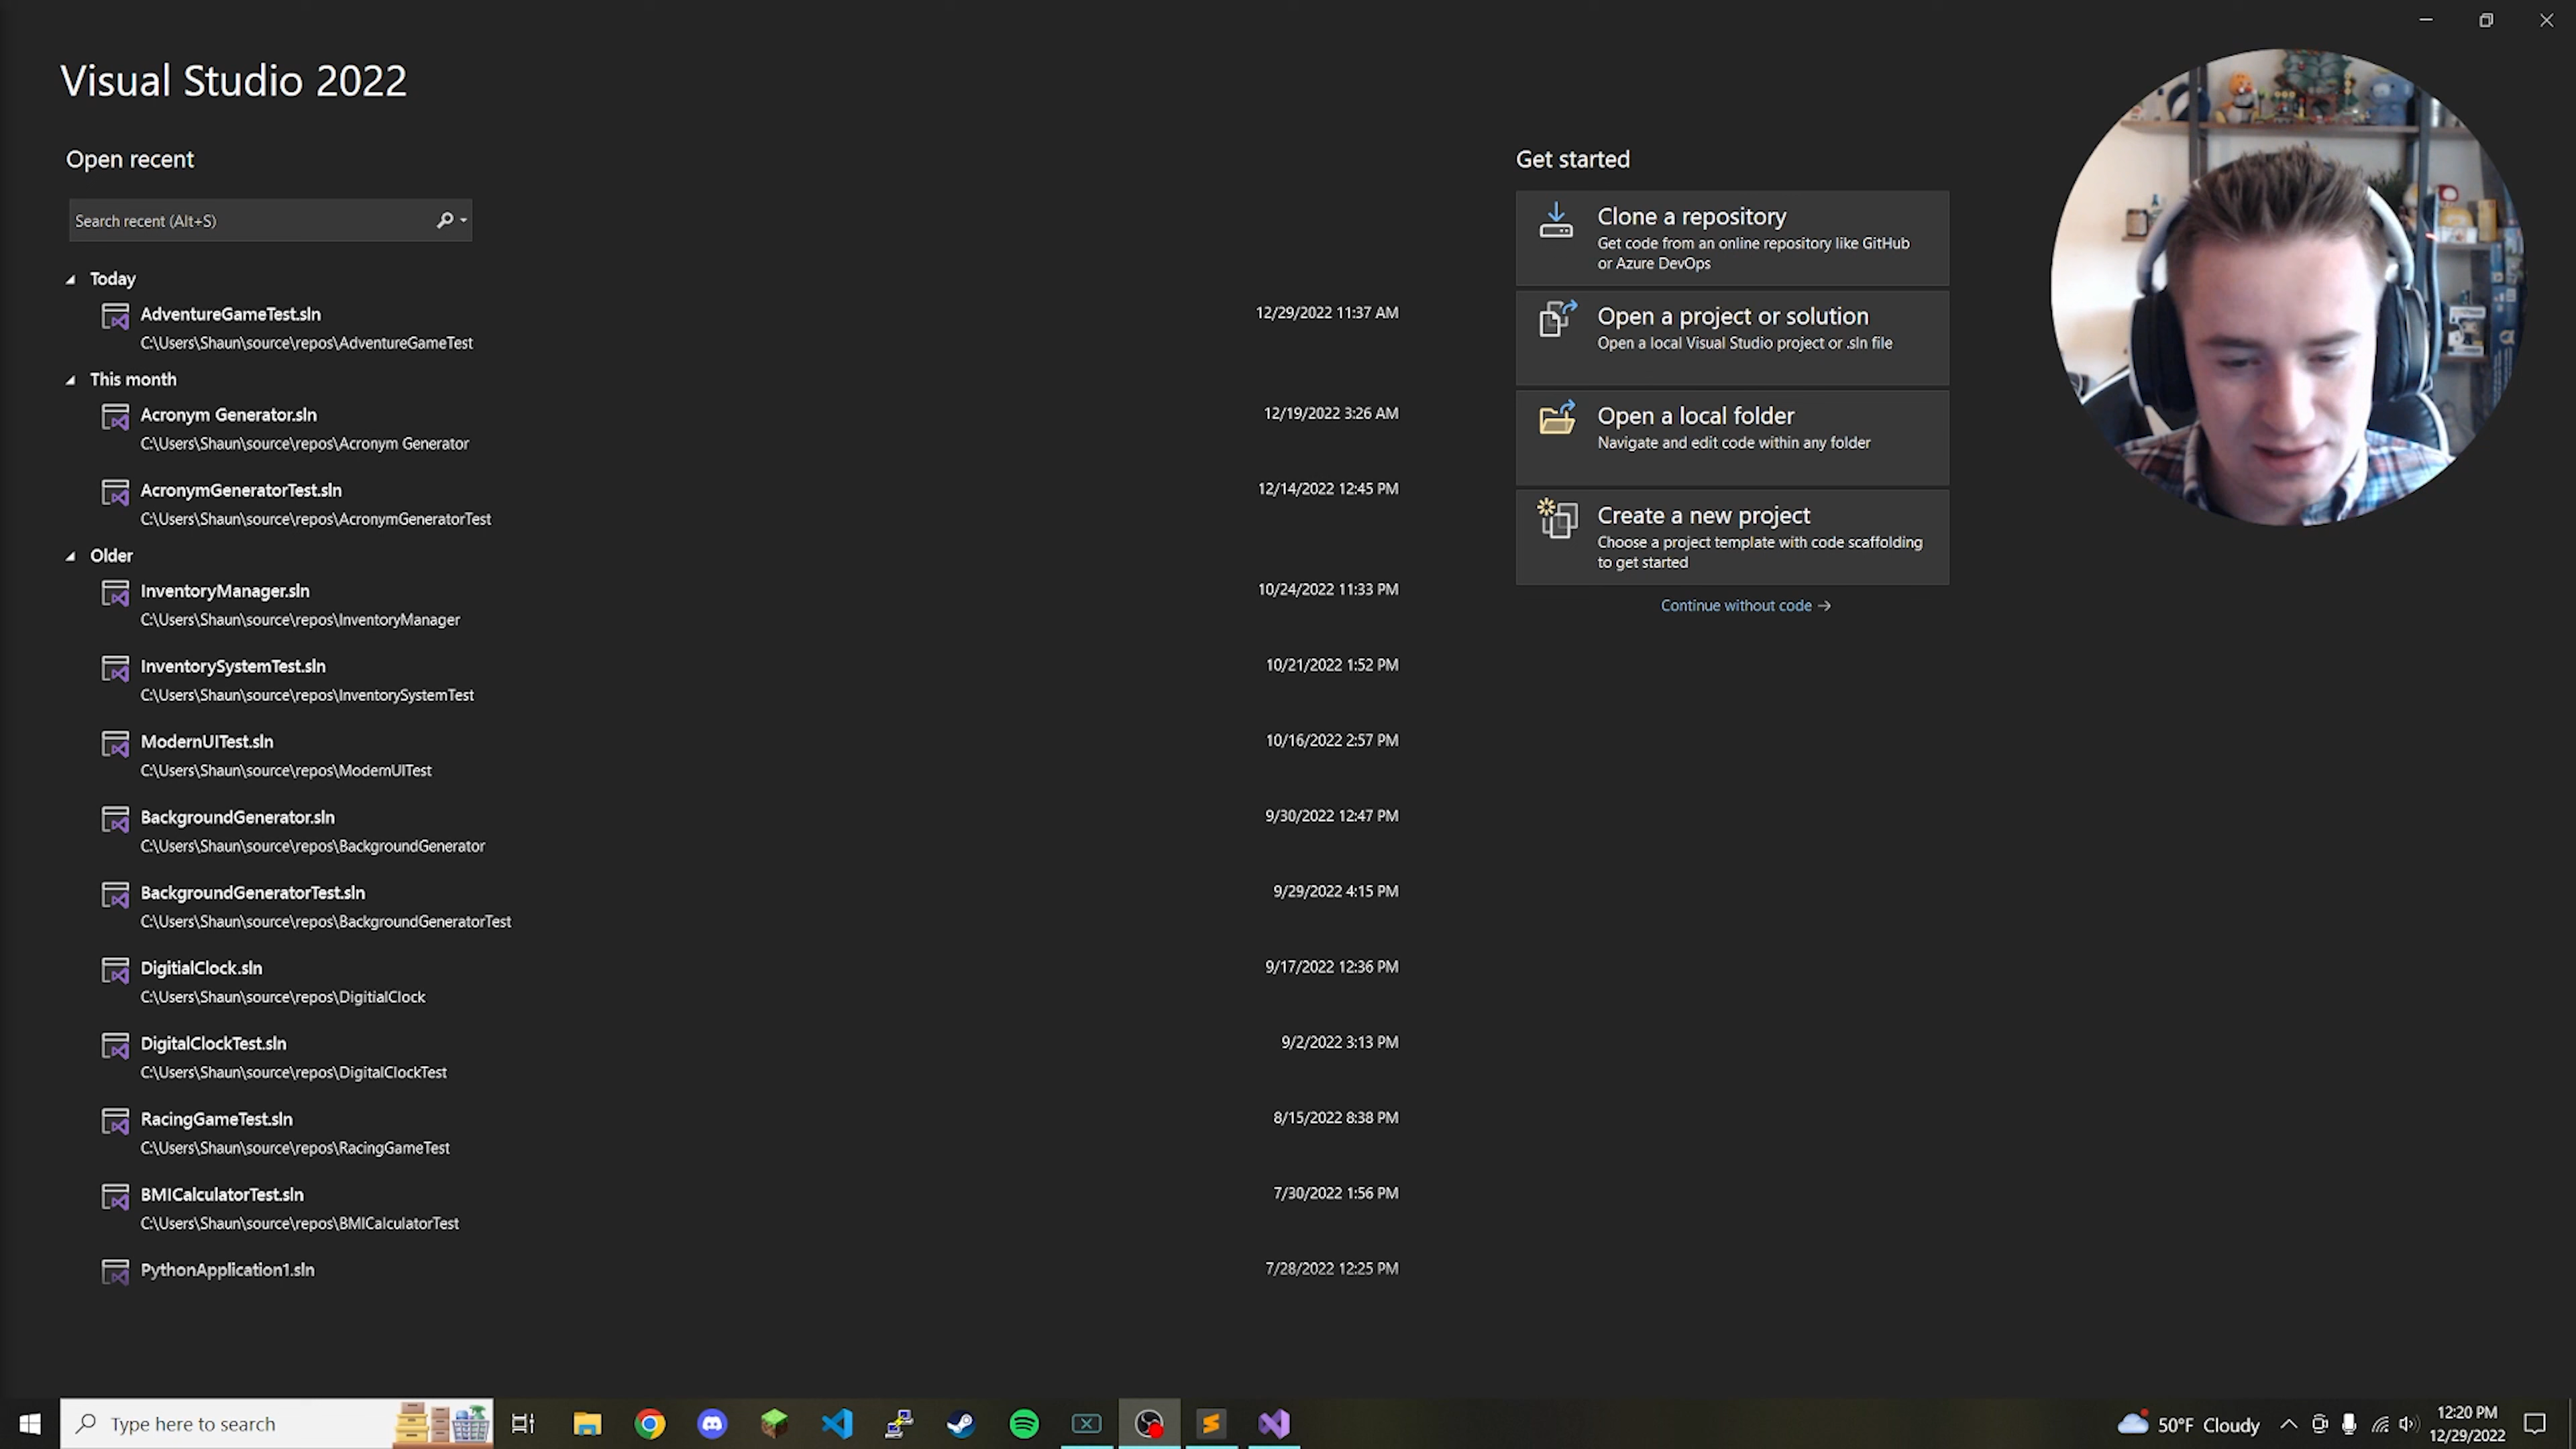 Visual Studio 2022
Open recent
Search recent (Alt+S)
Today
AdventureGameTest.sln
12/29/2022 11:37 AM
C:\Users\Shaun\source\repos\AdventureGameTest
This month
Acronym Generator.sln
12/19/2022 3:26 AM
C:\Users\Shaun\source\repos\Acronym Generator
AcronymGeneratorTest.sln
12/14/2022 12:45 PM
C:\Users\Shaun\source\repos\AcronymGeneratorTest
Older
InventoryManager.sln
10/24/2022 11:33 PM
C:\Users\Shaun\source\repos\InventoryManager
InventorySystemTest.sln
10/21/2022 1:52 PM
C:\Users\Shaun\source\repos\InventorySystemTest
ModernUITest.sln
10/16/2022 2:57 PM
C:\Users\Shaun\source\repos\ModernUITest
BackgroundGenerator.sln
9/30/2022 12:47 PM
C:\Users\Shaun\source\repos\BackgroundGenerator
BackgroundGeneratorTest.sln
9/29/2022 4:15 PM
C:\Users\Shaun\source\repos\BackgroundGeneratorTest
DigitialClock.sln
9/17/2022 12:36 PM
C:\Users\Shaun\source\repos\DigitialClock
DigitalClockTest.sln
9/2/2022 3:13 PM
C:\Users\Shaun\source\repos\DigitalClockTest
RacingGameTest.sln
8/15/2022 8:38 PM
C:\Users\Shaun\source\repos\RacingGameTest
BMICalculatorTest.sln
7/30/2022 1:56 PM
C:\Users\Shaun\source\repos\BMICalculatorTest
PythonApplication1.sln
7/28/2022 12:25 PM
Get started
Clone a repository
Get code from an online repository like GitHub
or Azure DevOps
Open a project or solution
Open a local Visual Studio project or .sln file
Open a local folder
Navigate and edit code within any folder
Create a new project
Choose a project template with code scaffolding
to get started
Continue without code →
Type here to search
50°F Cloudy
12:20 PM
12/29/2022